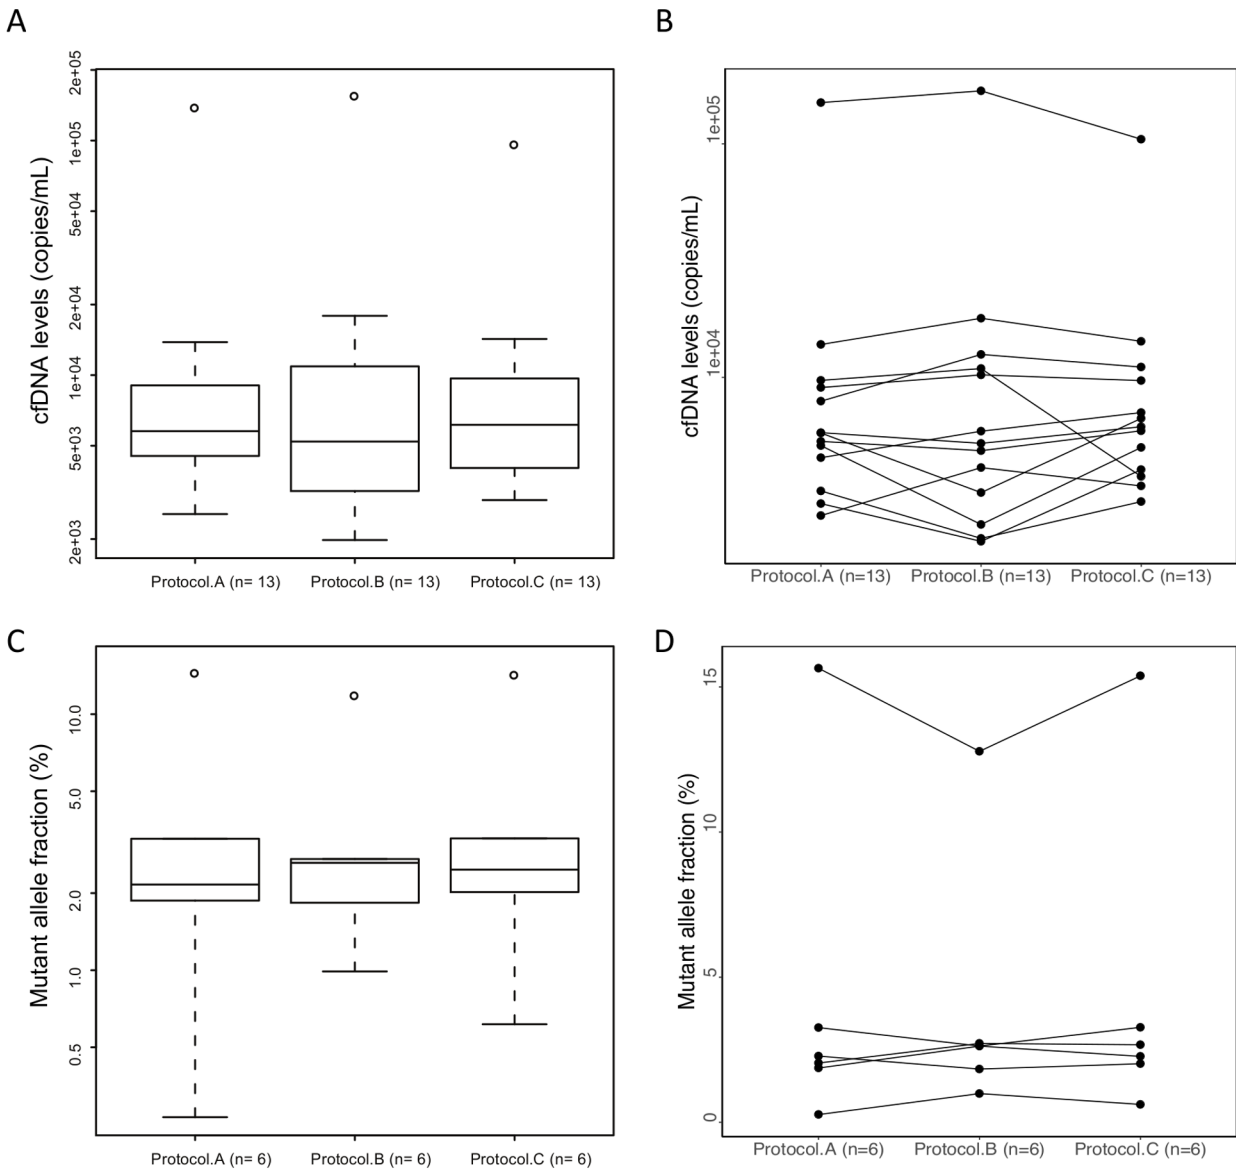 A
cfDNA levels (copies/mL)
2e+05
1e+05
5e+04
2e+04
1e+04
5e+03
2e+03
Protocol.A (n= 13)
Protocol.B (n= 13)
Protocol.C (n= 13)
B
cfDNA levels (copies/mL)
1e+05
1e+04
Protocol.A (n=13)
Protocol.B (n=13)
Protocol.C (n=13)
C
Mutant allele fraction (%)
10.0
5.0
2.0
1.0
0.5
Protocol.A (n= 6)
Protocol.B (n= 6)
Protocol.C (n= 6)
D
Mutant allele fraction (%)
15
10
5
0
Protocol.A (n=6)
Protocol.B (n=6)
Protocol.C (n=6)